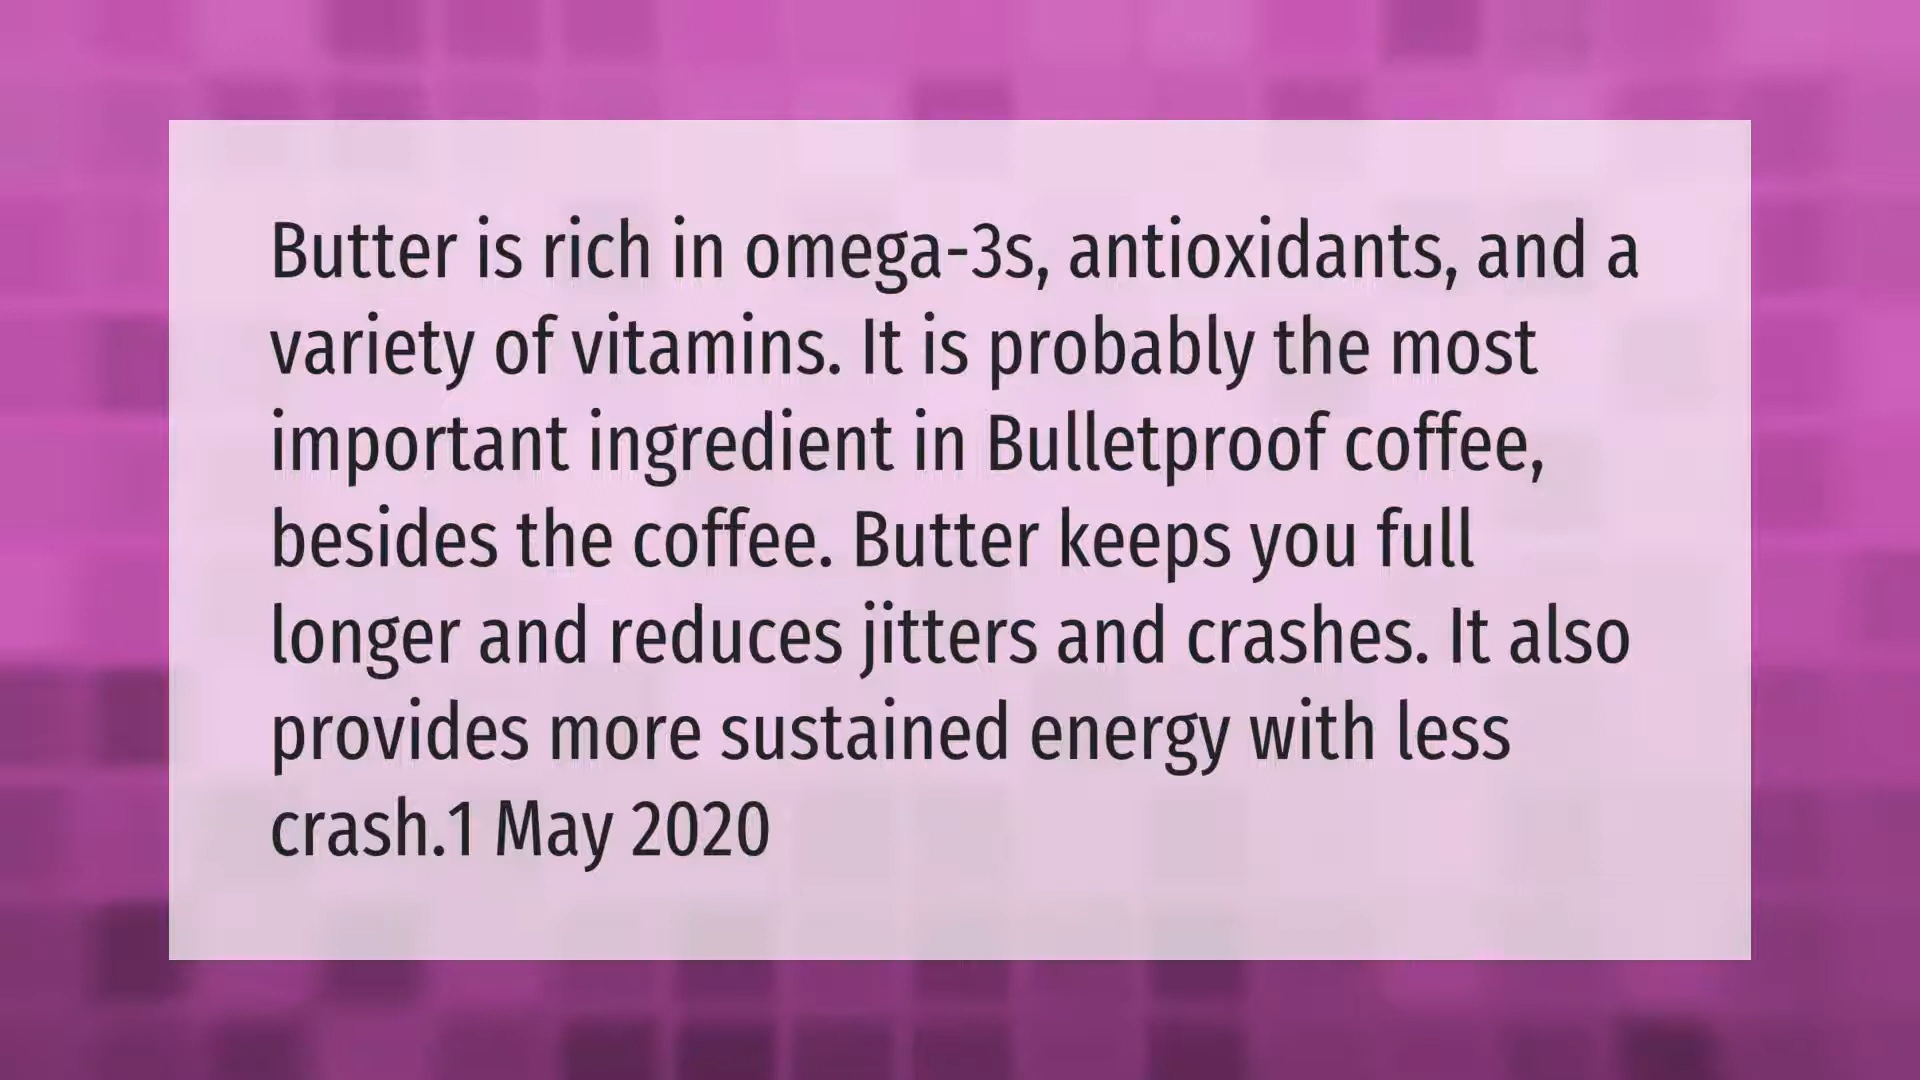 Butter is rich in omega-3s, antioxidants, and a
variety of vitamins. It is probably the most
important ingredient in Bulletproof coffee,
besides the coffee. Butter keeps you full
longer and reduces jitters and crashes. It also
provides more sustained energy with less
crash.1 May 2020